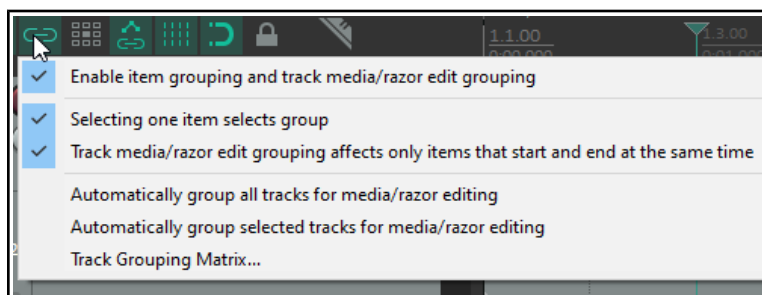 1.1.00
1.3.00
0:00.000
0:01.000
Enable item grouping and track media/razor edit grouping
Selecting one item selects group
Track media/razor edit grouping affects only items that start and end at the same time
Automatically group all tracks for media/razor editing
Automatically group selected tracks for media/razor editing
Track Grouping Matrix...